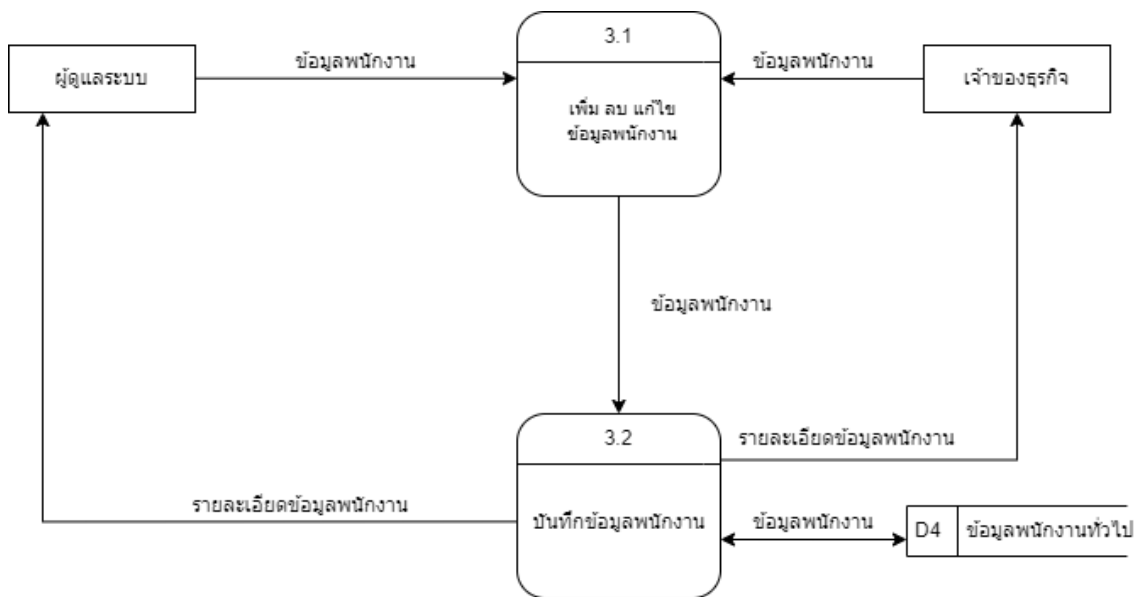 3.1
ผู้ดูแลระบบ
ข้อมูลพนักงาน
ข้อมูลพนักงาน
เจ้าของธุรกิจ
เพิ่ม ลบ แก้ไข
ข้อมูลพนักงาน
ข้อมูลพนักงาน
3.2
รายละเอียดข้อมูลพนักงาน
รายละเอียดข้อมูลพนักงาน
บันทึกข้อมูลพนักงาน
ข้อมูลพนักงาน
D4
ข้อมูลพนักงานทั่วไป